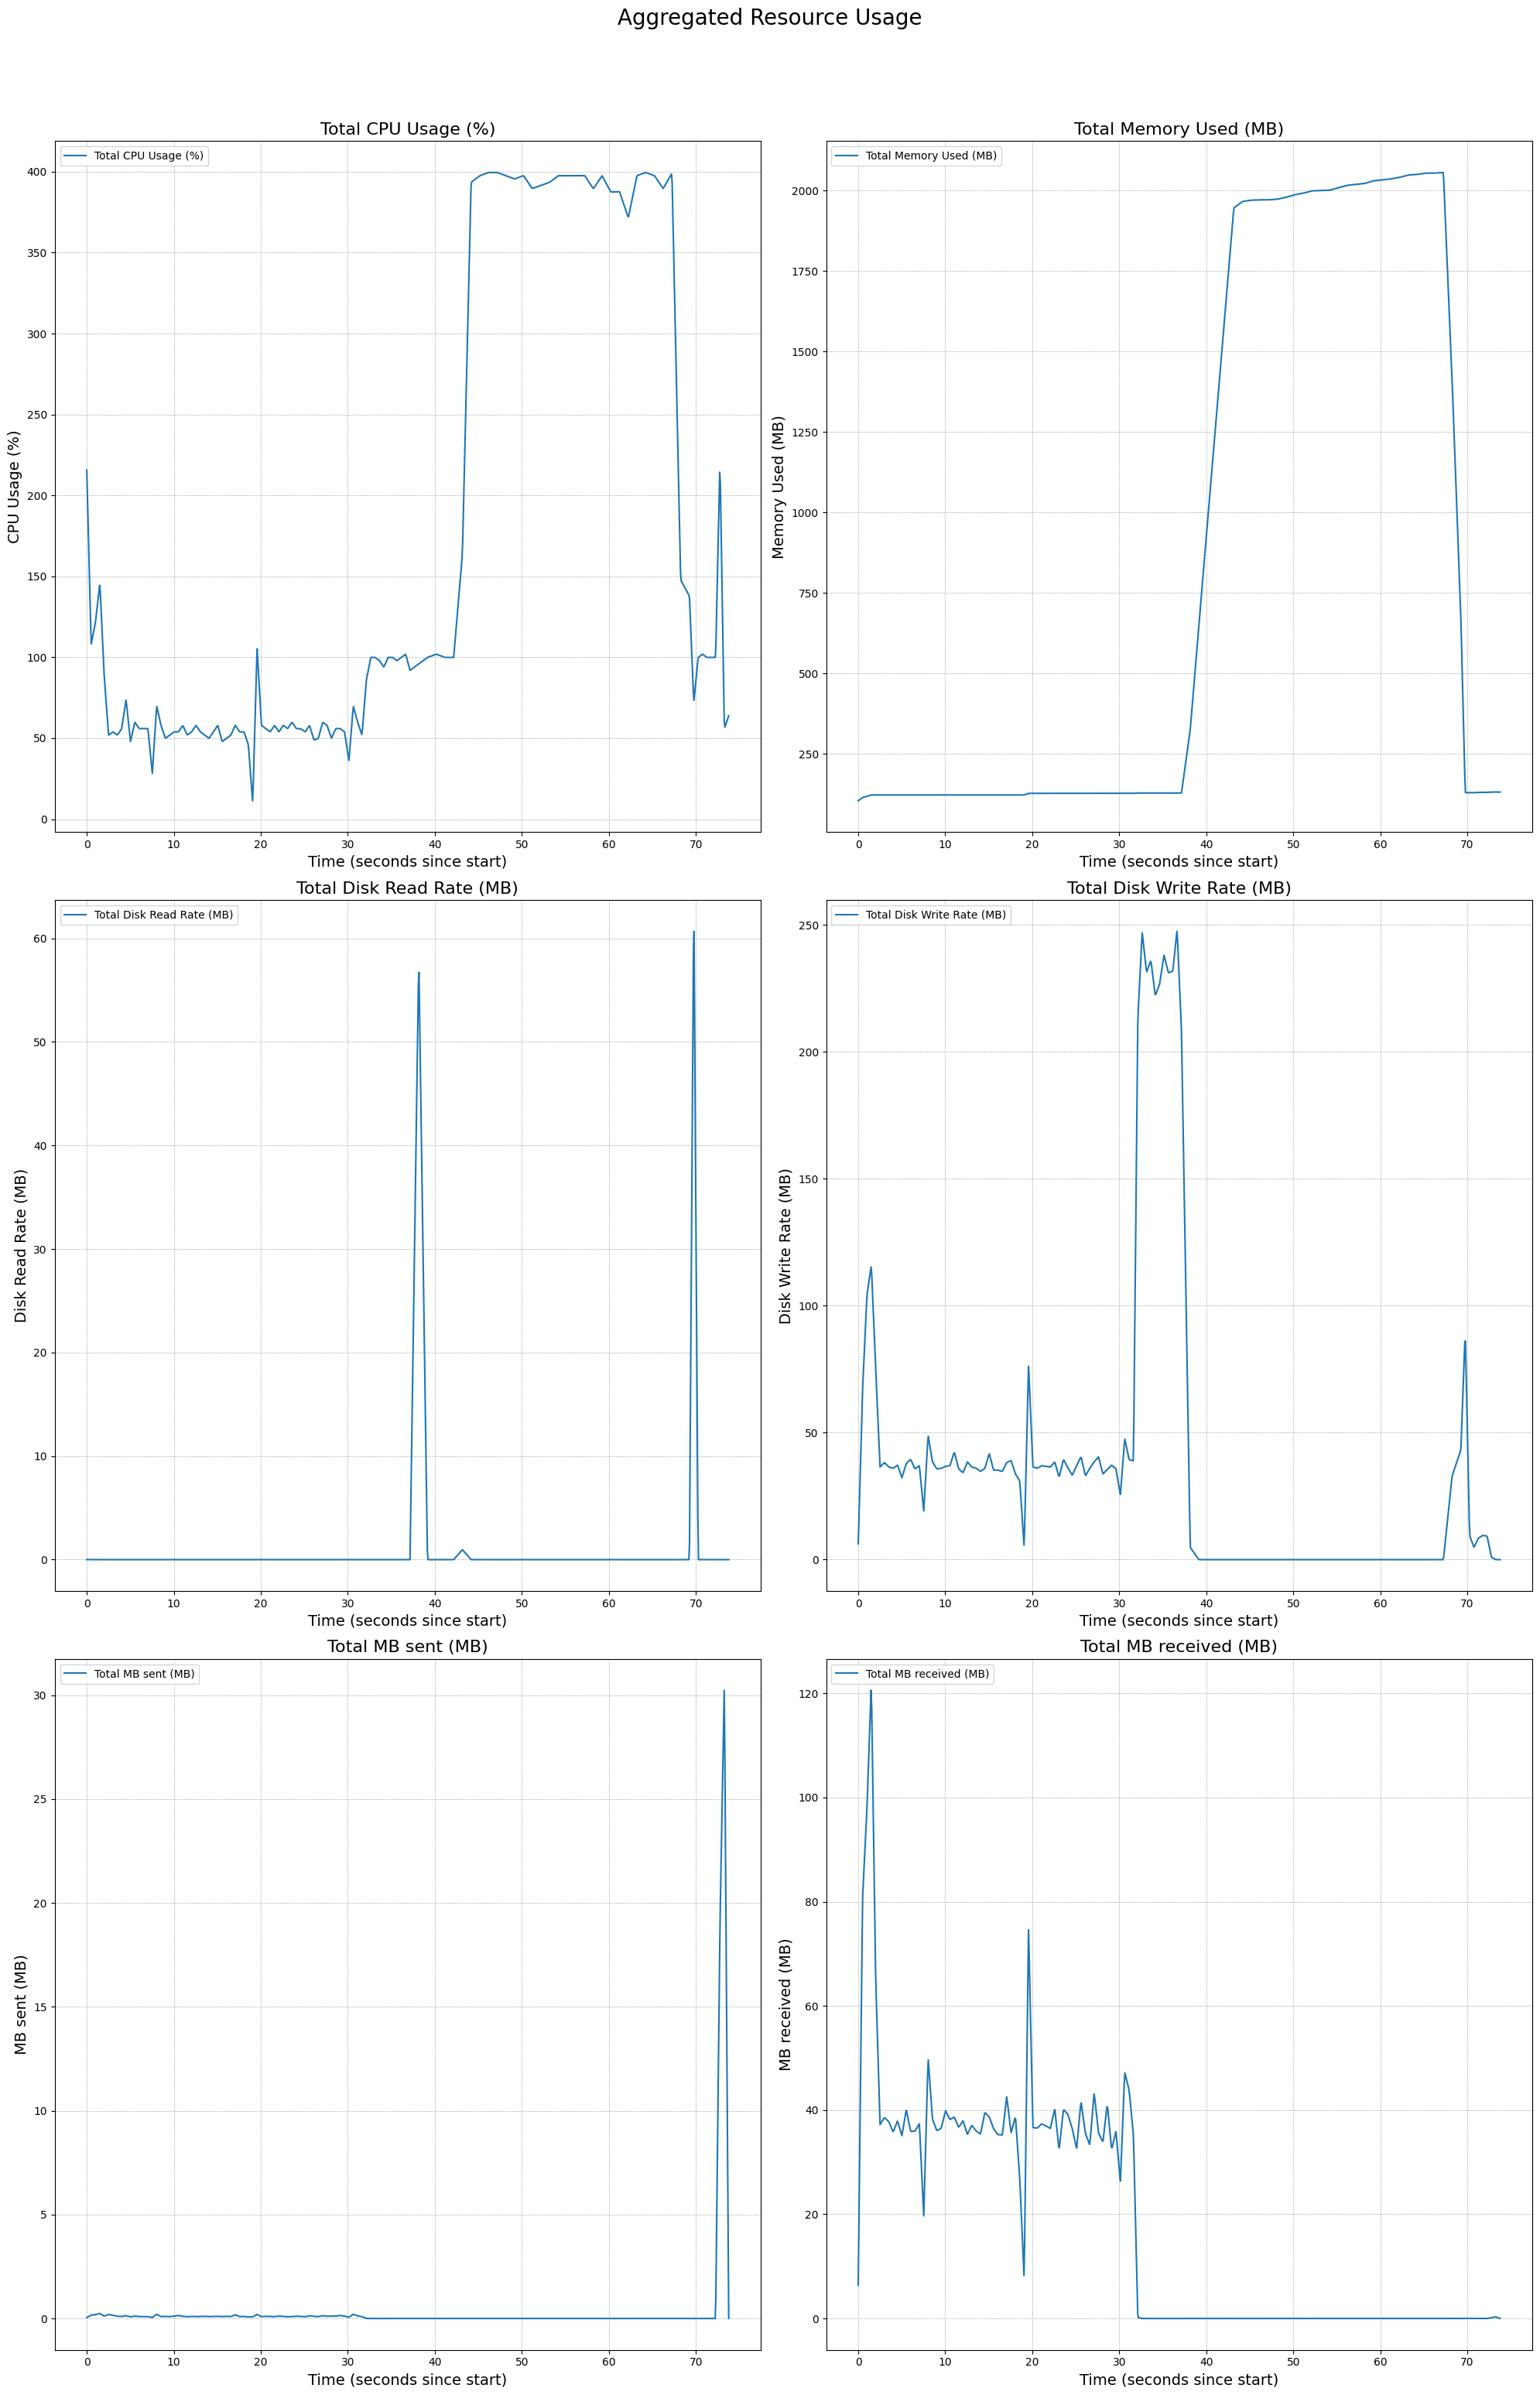 Aggregated Resource Usage
Total CPU Usage (%)
Total CPU Usage (%)
CPU Usage (%)
400
350
300
250
200
150
100
50
0
0 10 20 30 40 50 60 70
Time (seconds since start)
Total Memory Used (MB)
Total Memory Used (MB)
Memory Used (MB)
2000
1750
1500
1250
1000
750
500
250
0 10 20 30 40 50 60 70
Time (seconds since start)
Total Disk Read Rate (MB)
Total Disk Read Rate (MB)
Disk Read Rate (MB)
60
50
40
30
20
10
0
0 10 20 30 40 50 60 70
Time (seconds since start)
Total Disk Write Rate (MB)
Total Disk Write Rate (MB)
Disk Write Rate (MB)
250
200
150
100
50
0
0 10 20 30 40 50 60 70
Time (seconds since start)
Total MB sent (MB)
Total MB sent (MB)
MB sent (MB)
30
25
20
15
10
5
0
0 10 20 30 40 50 60 70
Time (seconds since start)
Total MB received (MB)
Total MB received (MB)
MB received (MB)
120
100
80
60
40
20
0
0 10 20 30 40 50 60 70
Time (seconds since start)